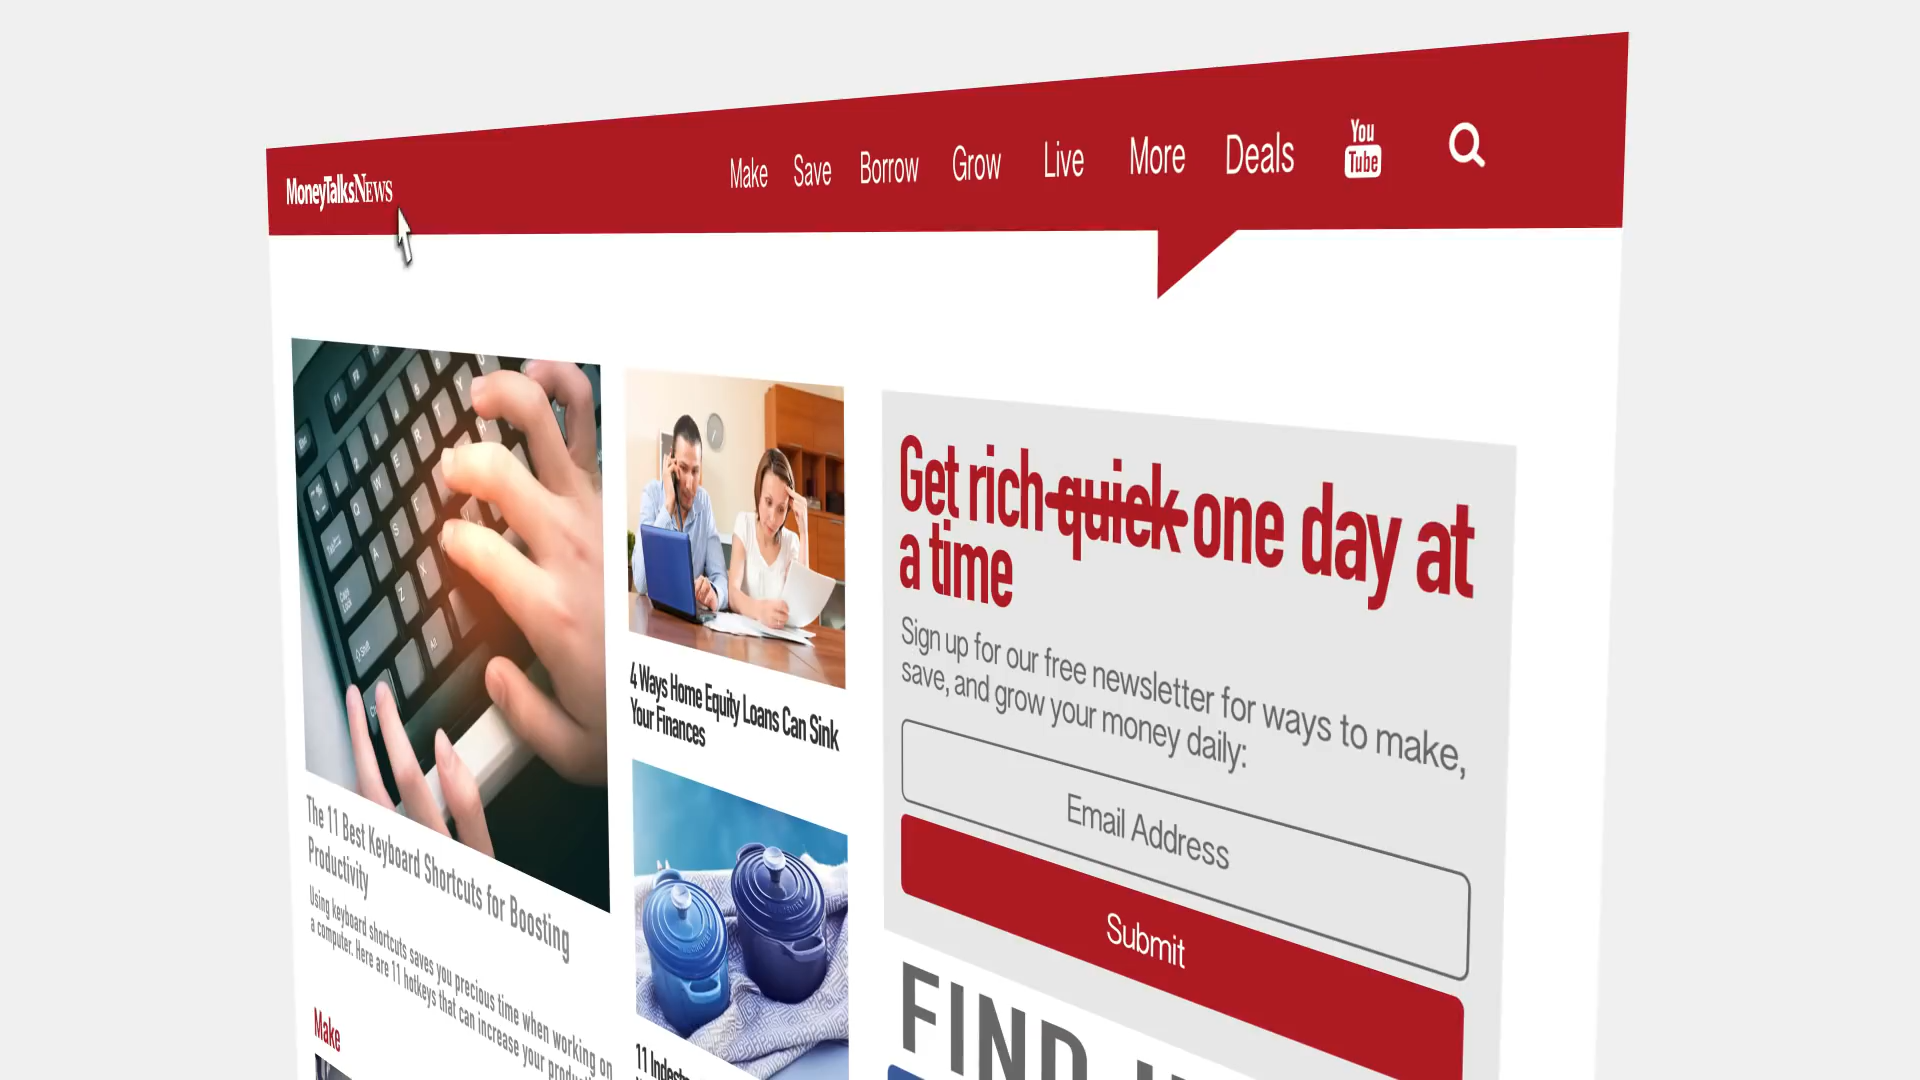 MoneyTalksNEWS
Make Save Borrow Grow Live More Deals You Tube
The 11 Best Keyboard Shortcuts for Boosting
Productivity
Using keyboard shortcuts saves you precious time when working on
a computer. Here are 11 hotkeys that can increase your
Make
4 Ways Home Equity Loans Can Sink
Your Finances
11
Get rich quick one day at
a time
Sign up for our free newsletter for ways to make,
save, and grow your money daily:
Email Address
Submit
FIND